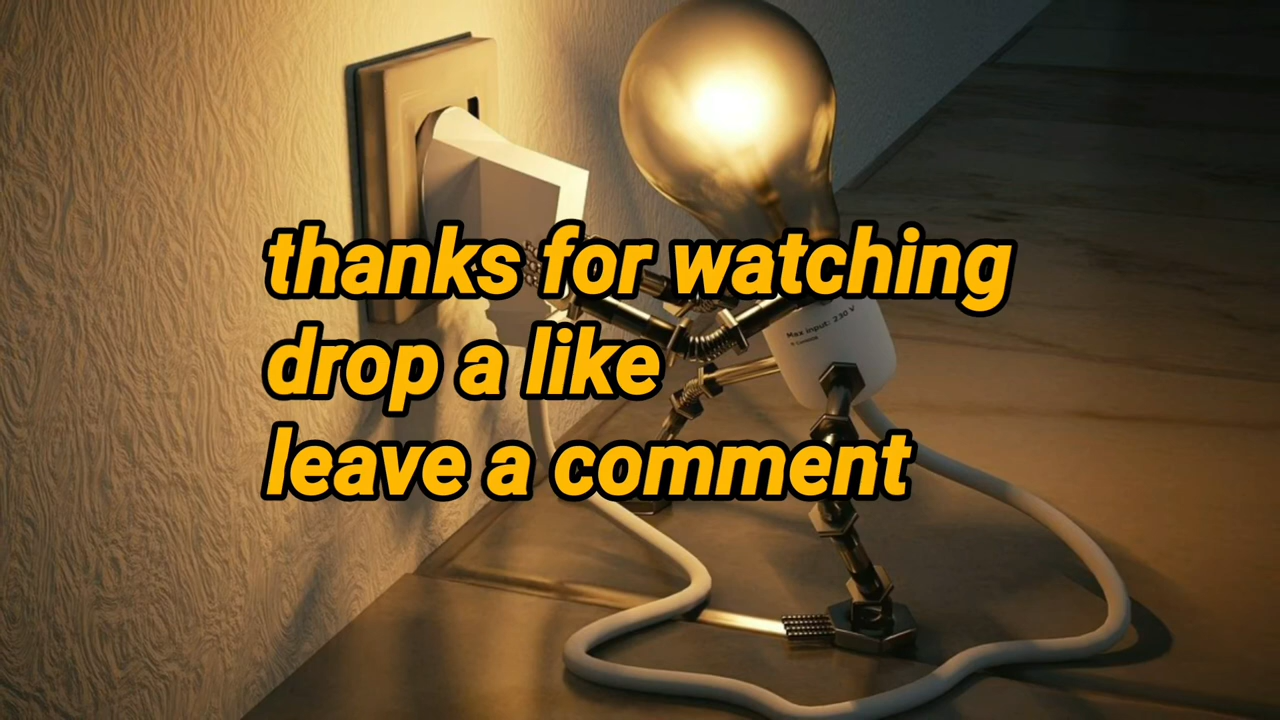 thanks for watching
drop a like
leave a comment
Max input: 230 V